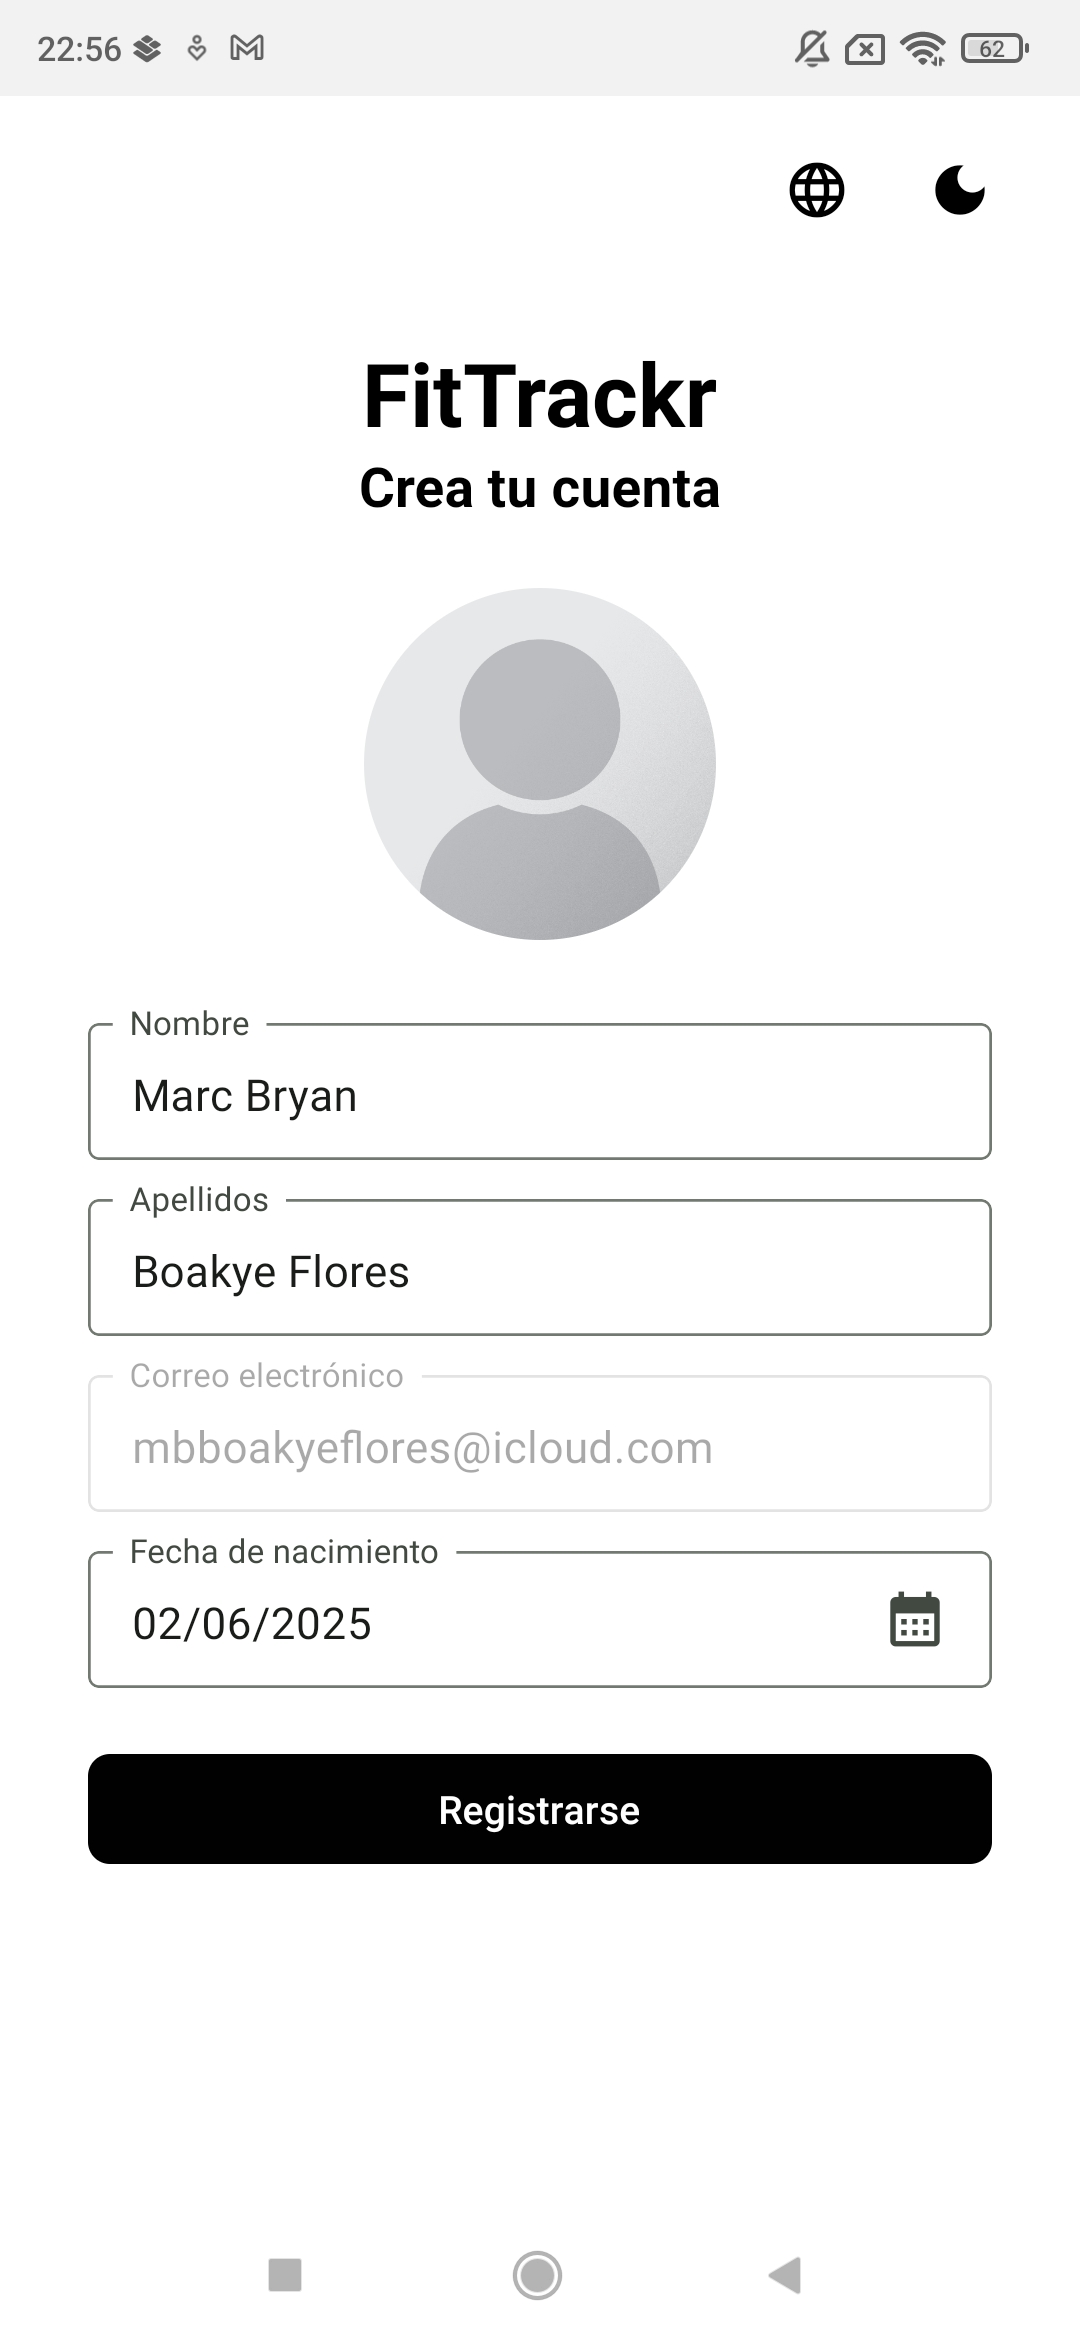 22:56
62
FitTrackr
Crea tu cuenta
Nombre
Marc Bryan
Apellidos
Boakye Flores
Correo electrónico
mbboakyeflores@icloud.com
Fecha de nacimiento
02/06/2025
Registrarse